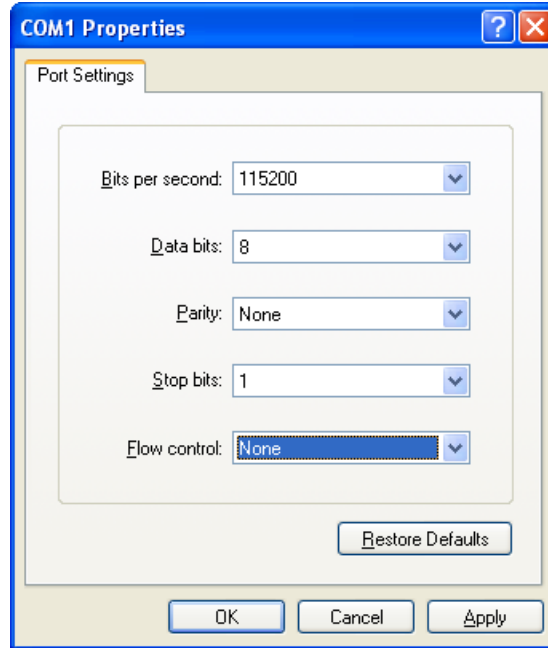 COM1 Properties
Port Settings
Bits per second: 115200
Data bits: 8
Parity: None
Stop bits: 1
Flow control: None
Restore Defaults
OK Cancel Apply